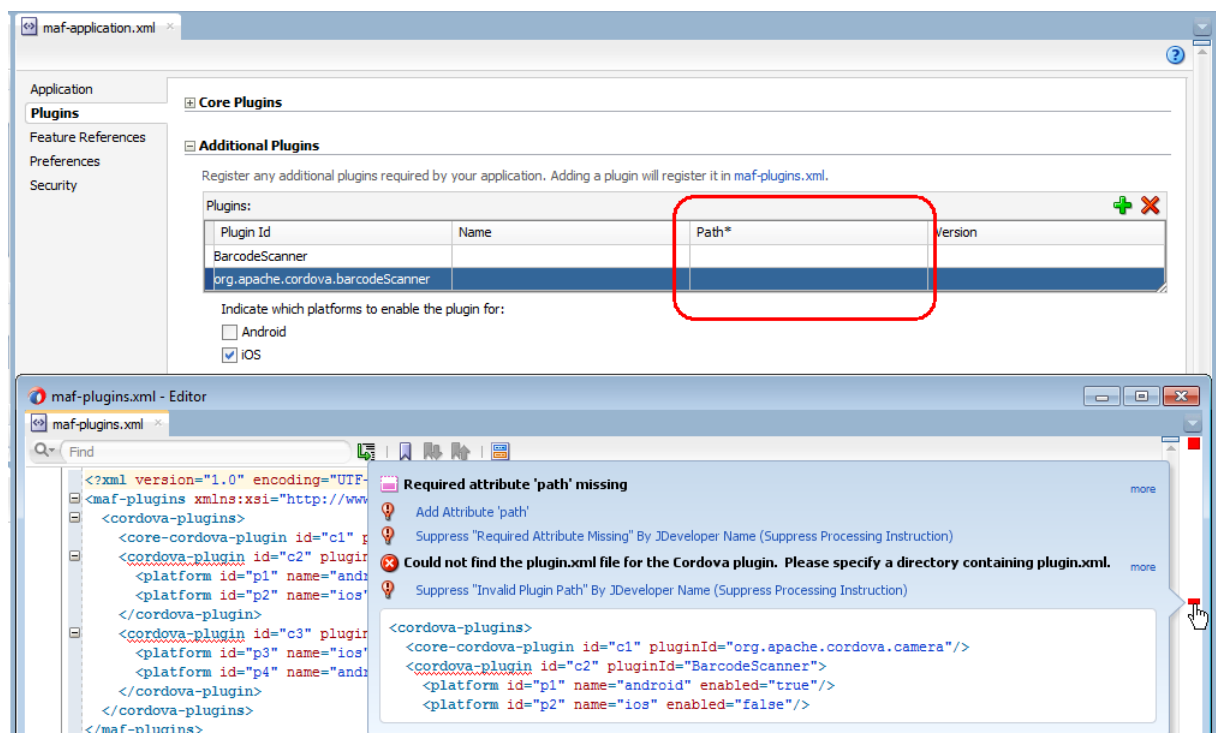 maf-application.xml
Application
Plugins
Feature References
Preferences
Security
Core Plugins
Additional Plugins
Register any additional plugins required by your application. Adding a plugin will register it in maf-plugins.xml.
Plugins:
Plugin Id Name Path* Version
BarcodeScanner
org.apache.cordova.barcodeScanner
Indicate which platforms to enable the plugin for:
Android
iOS
maf-plugins.xml - Editor
maf-plugins.xml
Find
<?xml version="1.0" encoding="UTF-
<maf-plugins xmlns:xsi="http://www
<cordova-plugins>
<core-cordova-plugin id="c1" p
<cordova-plugin id="c2" plugin
<platform id="p1" name="andr
<platform id="p2" name="ios"
</cordova-plugin>
<cordova-plugin id="c3" plugin
<platform id="p3" name="ios"
<platform id="p4" name="andr
</cordova-plugin>
</cordova-plugins>
</maf-plugins>
Required attribute 'path' missing more
Add Attribute 'path'
Suppress "Required Attribute Missing" By JDeveloper Name (Suppress Processing Instruction)
Could not find the plugin.xml file for the Cordova plugin. Please specify a directory containing plugin.xml. more
Suppress "Invalid Plugin Path" By JDeveloper Name (Suppress Processing Instruction)
<cordova-plugins>
<core-cordova-plugin id="c1" pluginId="org.apache.cordova.camera"/>
<cordova-plugin id="c2" pluginId="BarcodeScanner">
<platform id="p1" name="android" enabled="true"/>
<platform id="p2" name="ios" enabled="false"/>